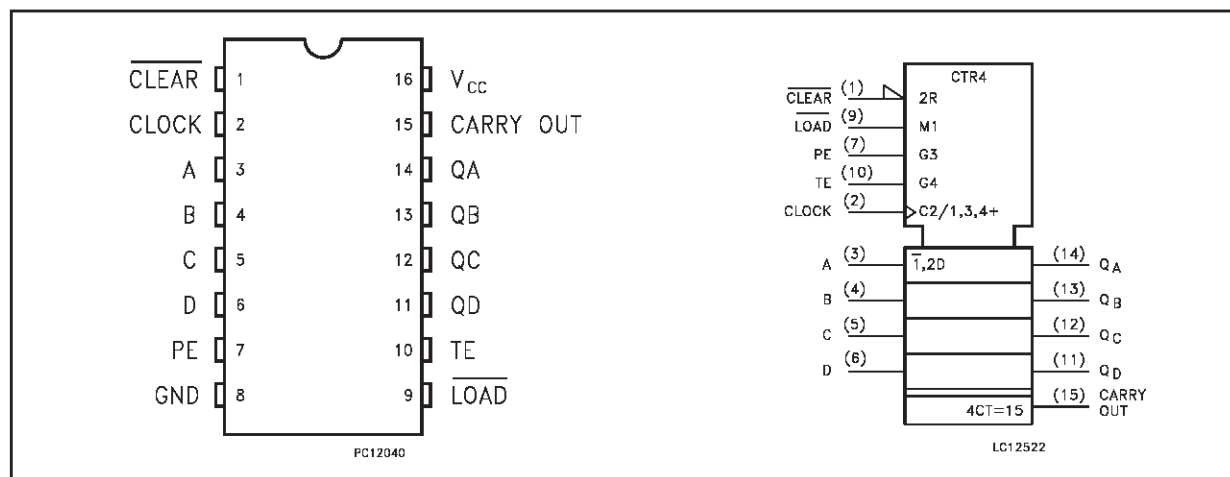 CLEAR 1 16 VCC
CLOCK 2 15 CARRY OUT
A 3 14 QA
B 4 13 QB
C 5 12 QC
D 6 11 QD
PE 7 10 TE
GND 8 9 LOAD
PC12040
CTR4
CLEAR (1) 2R
LOAD (9) M1
PE (7) G3
TE (10) G4
CLOCK (2) C2/1,3,4+
A (3) 1,2D (14) QA
B (4) (13) QB
C (5) (12) QC
D (6) (11) QD
4CT=15 (15) CARRY
OUT
LC12522